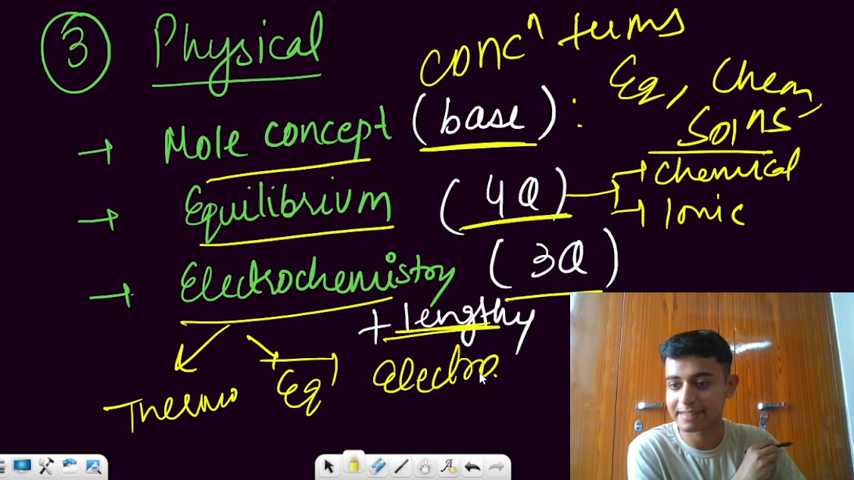 ③ Physical
concⁿ terms
→ Mole concept (base) : Eq, Chem,
Solns
→ Equilibrium (4Q) → Chemical
→ Ionic
→ Electrochemistry (3Q)
+ lengthy
Thermo Eq electro.